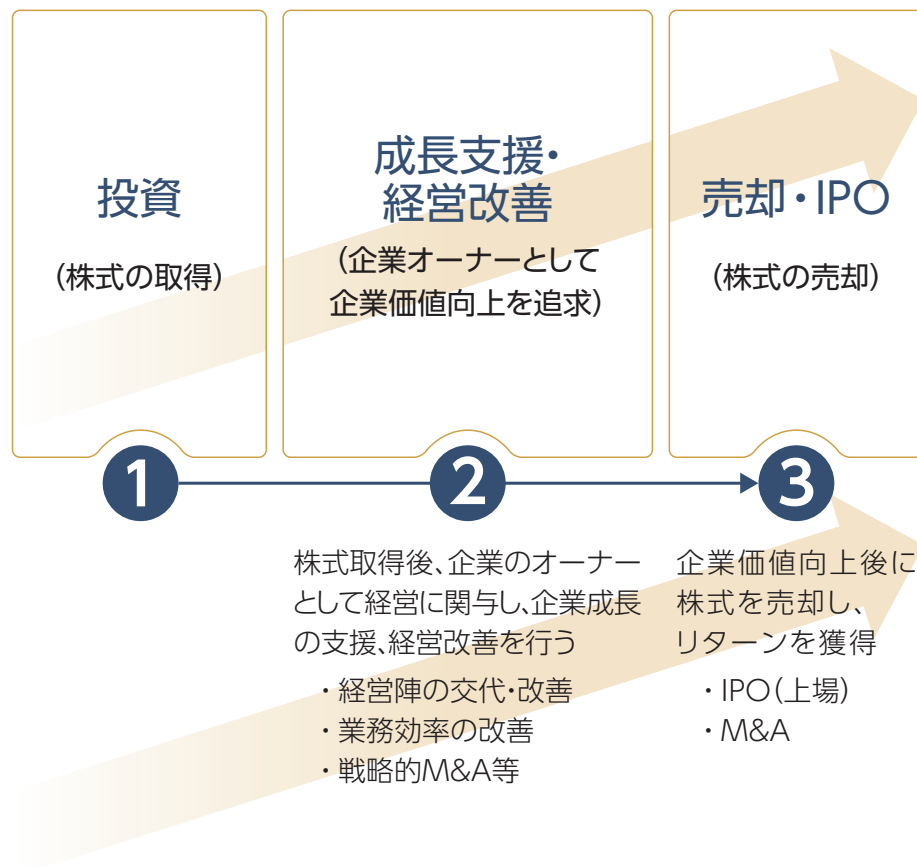 投資
(株式の取得)
成長支援・
経営改善
(企業オーナーとして
企業価値向上を追求)
売却・IPO
(株式の売却)
1
2
3
株式取得後、企業のオーナー
として経営に関与し、企業成長
の支援、経営改善を行う
・経営陣の交代・改善
・業務効率の改善
・戦略的M&A等
企業価値向上後に
株式を売却し、
リターンを獲得
・IPO(上場)
・M&A